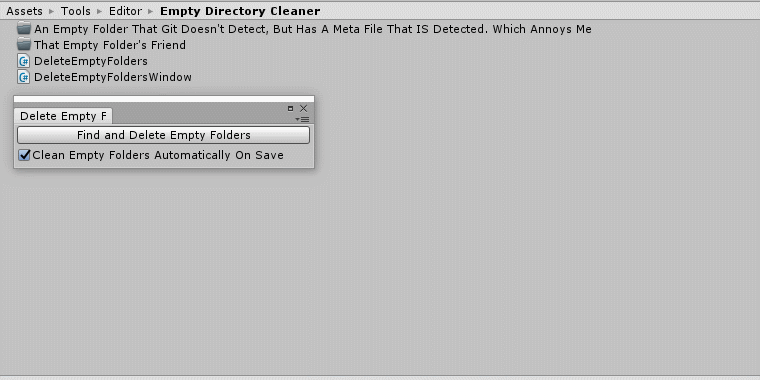 Assets ▸ Tools ▸ Editor ▸ Empty Directory Cleaner
An Empty Folder That Git Doesn't Detect, But Has A Meta File That IS Detected. Which Annoys Me
That Empty Folder's Friend
DeleteEmptyFolders
DeleteEmptyFoldersWindow
Delete Empty F
Find and Delete Empty Folders
Clean Empty Folders Automatically On Save